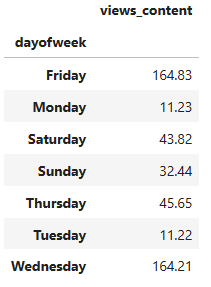 views_content
dayofweek
Friday 164.83
Monday 11.23
Saturday 43.82
Sunday 32.44
Thursday 45.65
Tuesday 11.22
Wednesday 164.21